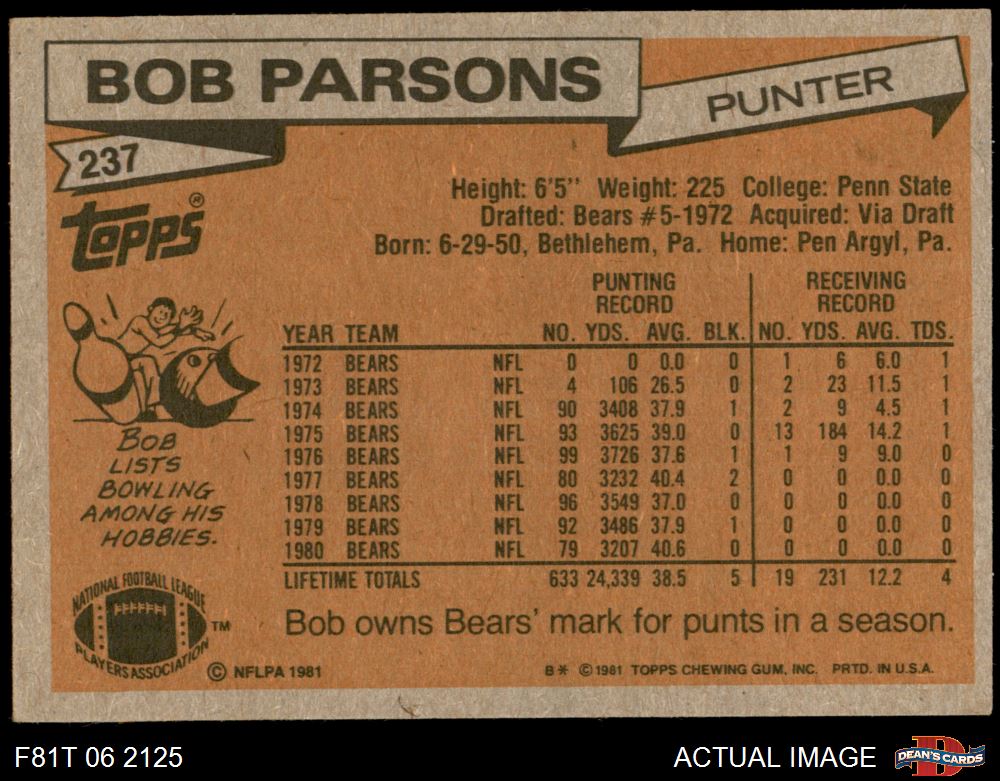 BOB PARSONS
PUNTER
237
TOPPS®
Height: 6'5" Weight: 225 College: Penn State
Drafted: Bears #5-1972 Acquired: Via Draft
Born: 6-29-50, Bethlehem, Pa. Home: Pen Argyl, Pa.
PUNTING RECORD RECEIVING RECORD
YEAR TEAM NO. YDS. AVG. BLK. NO. YDS. AVG. TDS.
1972 BEARS NFL 0 0 0.0 0 1 6 6.0 1
1973 BEARS NFL 4 106 26.5 0 2 23 11.5 1
1974 BEARS NFL 90 3408 37.9 1 2 9 4.5 1
1975 BEARS NFL 93 3625 39.0 0 13 184 14.2 1
1976 BEARS NFL 99 3726 37.6 1 1 9 9.0 0
1977 BEARS NFL 80 3232 40.4 2 0 0 0.0 0
1978 BEARS NFL 96 3549 37.0 0 0 0 0.0 0
1979 BEARS NFL 92 3486 37.9 1 0 0 0.0 0
1980 BEARS NFL 79 3207 40.6 0 0 0 0.0 0
LIFETIME TOTALS 633 24,339 38.5 5 19 231 12.2 4
BOB
LISTS
BOWLING
AMONG HIS
HOBBIES.
NATIONAL FOOTBALL LEAGUE
PLAYERS ASSOCIATION
TM
Bob owns Bears' mark for punts in a season.
© NFLPA 1981
B* © 1981 TOPPS CHEWING GUM, INC. PRTD. IN U.S.A.
F81T 06 2125
ACTUAL IMAGE
D
DEAN'S CARDS